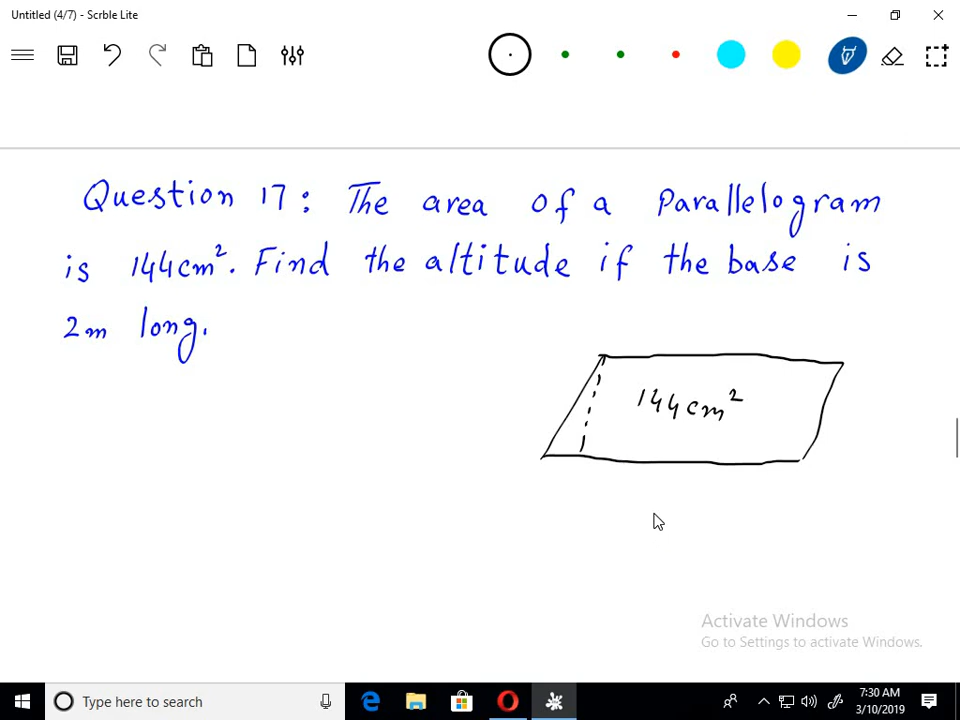 Untitled (4/7) - Scrble Lite
Question 17: The area of a Parallelogram
is 144cm². Find the altitude if the base is
2m long.
144cm²
Activate Windows
Go to Settings to activate Windows.
Type here to search
7:30 AM
3/10/2019